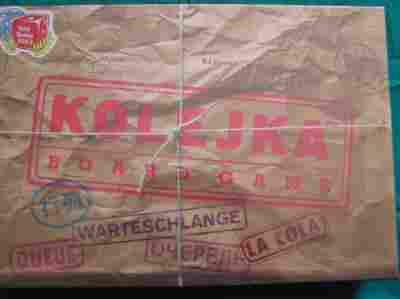 KOLEJKA
BOARD GAME
WARTESCHLANGE
QUEUE
ОЧЕРЕДЬ
LA COLA